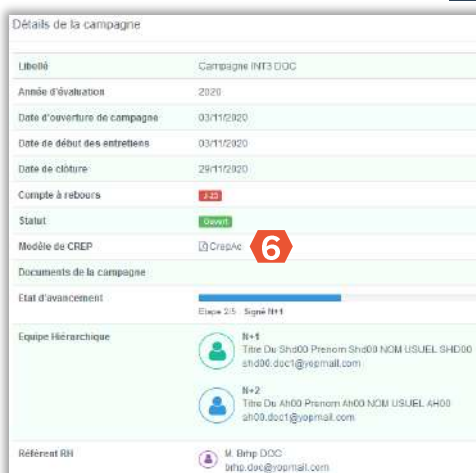 Détails de la campagne
Libellé Campagne INT3 DOC
Année d'évaluation 2020
Date d'ouverture de campagne 03/11/2020
Date de début des entretiens 03/11/2020
Date de clôture 29/11/2020
Compte à rebours J-23
Statut Ouvert
Modèle de CREP CrepAc 6
Documents de la campagne
Etat d'avancement
Etape 2/5 Signé N+1
Equipe Hiérarchique N+1
Titre Du Shd00 Prenom Shd00 NOM USUEL SHD00
shd00.doc1@yopmail.com
N+2
Titre Du Ah00 Prenom Ah00 NOM USUEL AH00
ah00.doc1@yopmail.com
Référent RH M. Brhp DOC
brhp.doc@yopmail.com